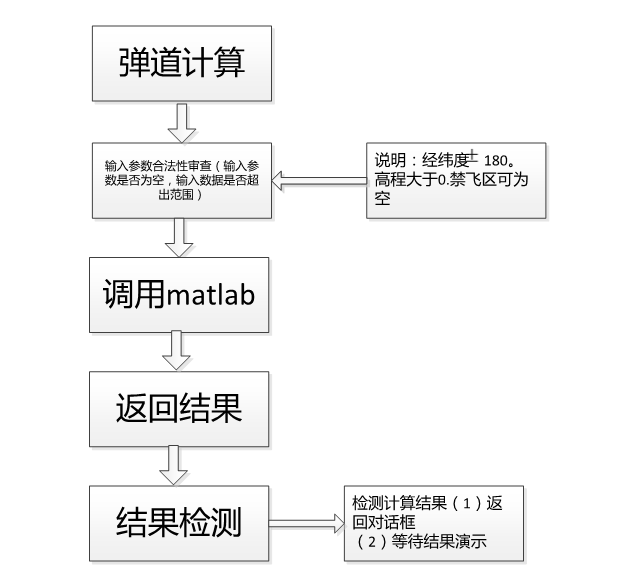 弹道计算
输入参数合法性审查（输入参
数是否为空，输入数据是否超
出范围）
说明：经纬度± 180。
高程大于0.禁飞区可为
空
调用matlab
返回结果
结果检测
检测计算结果（1）返
回对话框
（2）等待结果演示